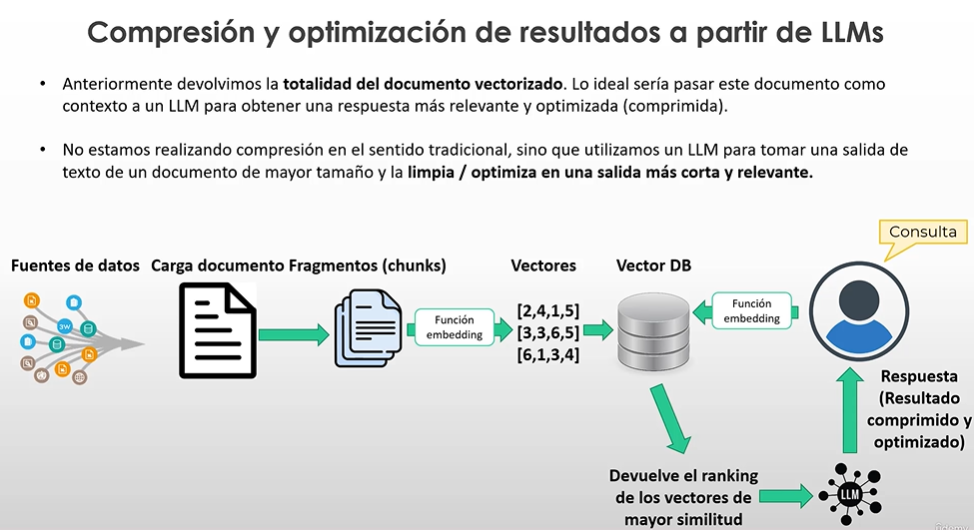 Compresión y optimización de resultados a partir de LLMs
• Anteriormente devolvimos la totalidad del documento vectorizado. Lo ideal sería pasar este documento como
contexto a un LLM para obtener una respuesta más relevante y optimizada (comprimida).
• No estamos realizando compresión en el sentido tradicional, sino que utilizamos un LLM para tomar una salida de
texto de un documento de mayor tamaño y la limpia / optimiza en una salida más corta y relevante.
Consulta
Fuentes de datos
Carga documento
Fragmentos (chunks)
Vectores
Vector DB
3W
Función
embedding
[2,4,1,5]
[3,3,6,5]
[6,1,3,4]
Función
embedding
Respuesta
(Resultado
comprimido y
optimizado)
Devuelve el ranking
de los vectores de
mayor similitud
LLM